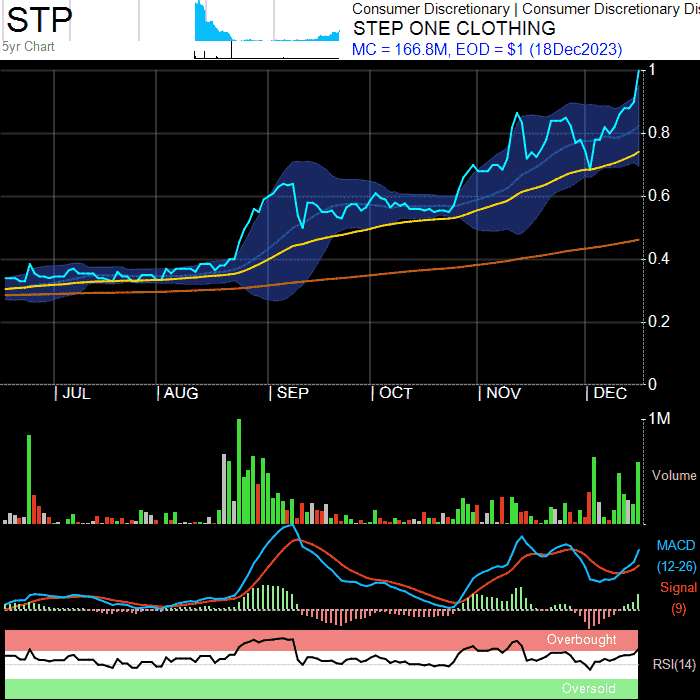 STP
5yr Chart
Consumer Discretionary | Consumer Discretionary Dis
STEP ONE CLOTHING
MC = 166.8M, EOD = $1 (18Dec2023)
1
0.8
0.6
0.4
0.2
0
| JUL | AUG | SEP | OCT | NOV | DEC
1M
Volume
MACD
(12-26)
Signal
(9)
Overbought
RSI(14)
Oversold